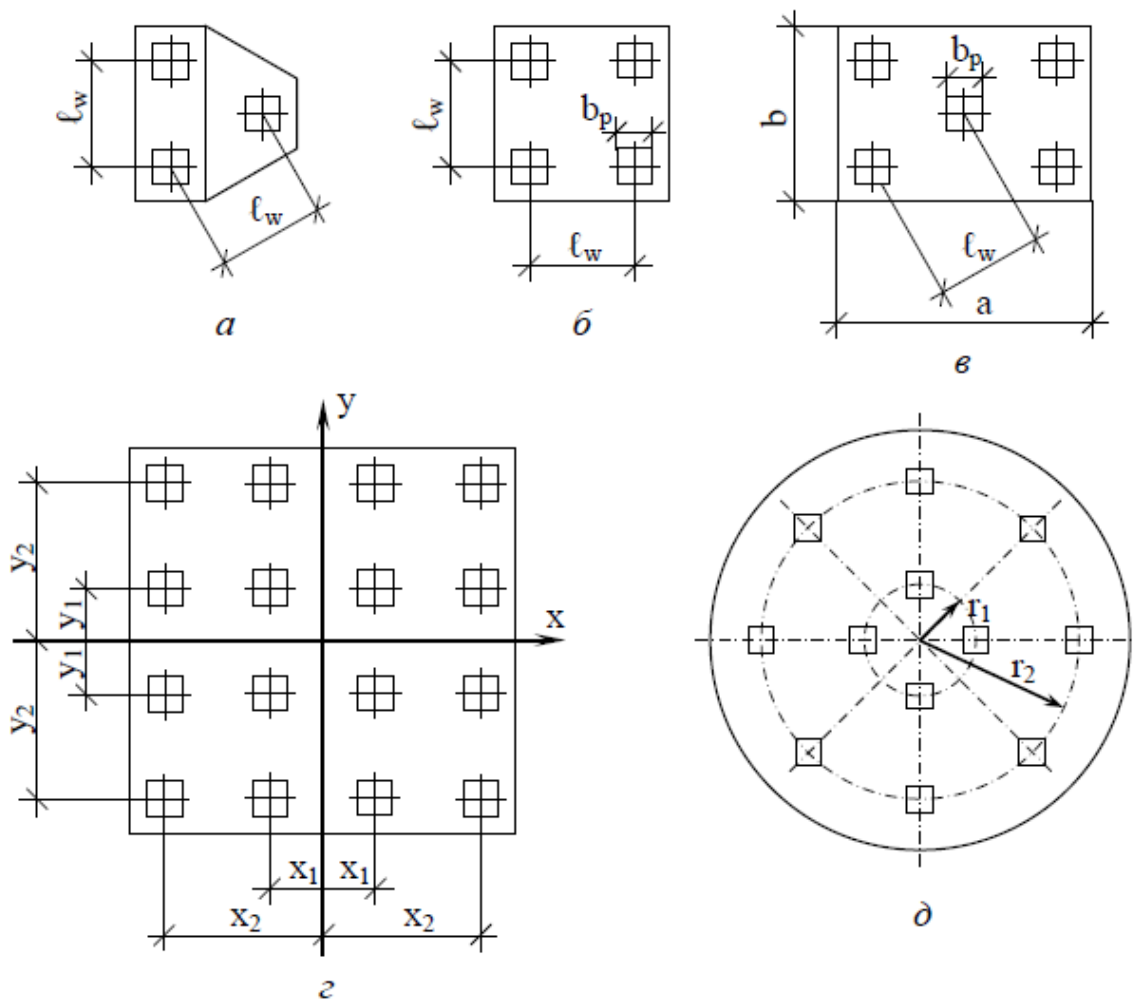 ℓw
ℓw
а
ℓw
bp
ℓw
б
b
bp
ℓw
a
в
y
x
y2
y1
y1
y2
x1 x1
x2 x2
г
r1
r2
д